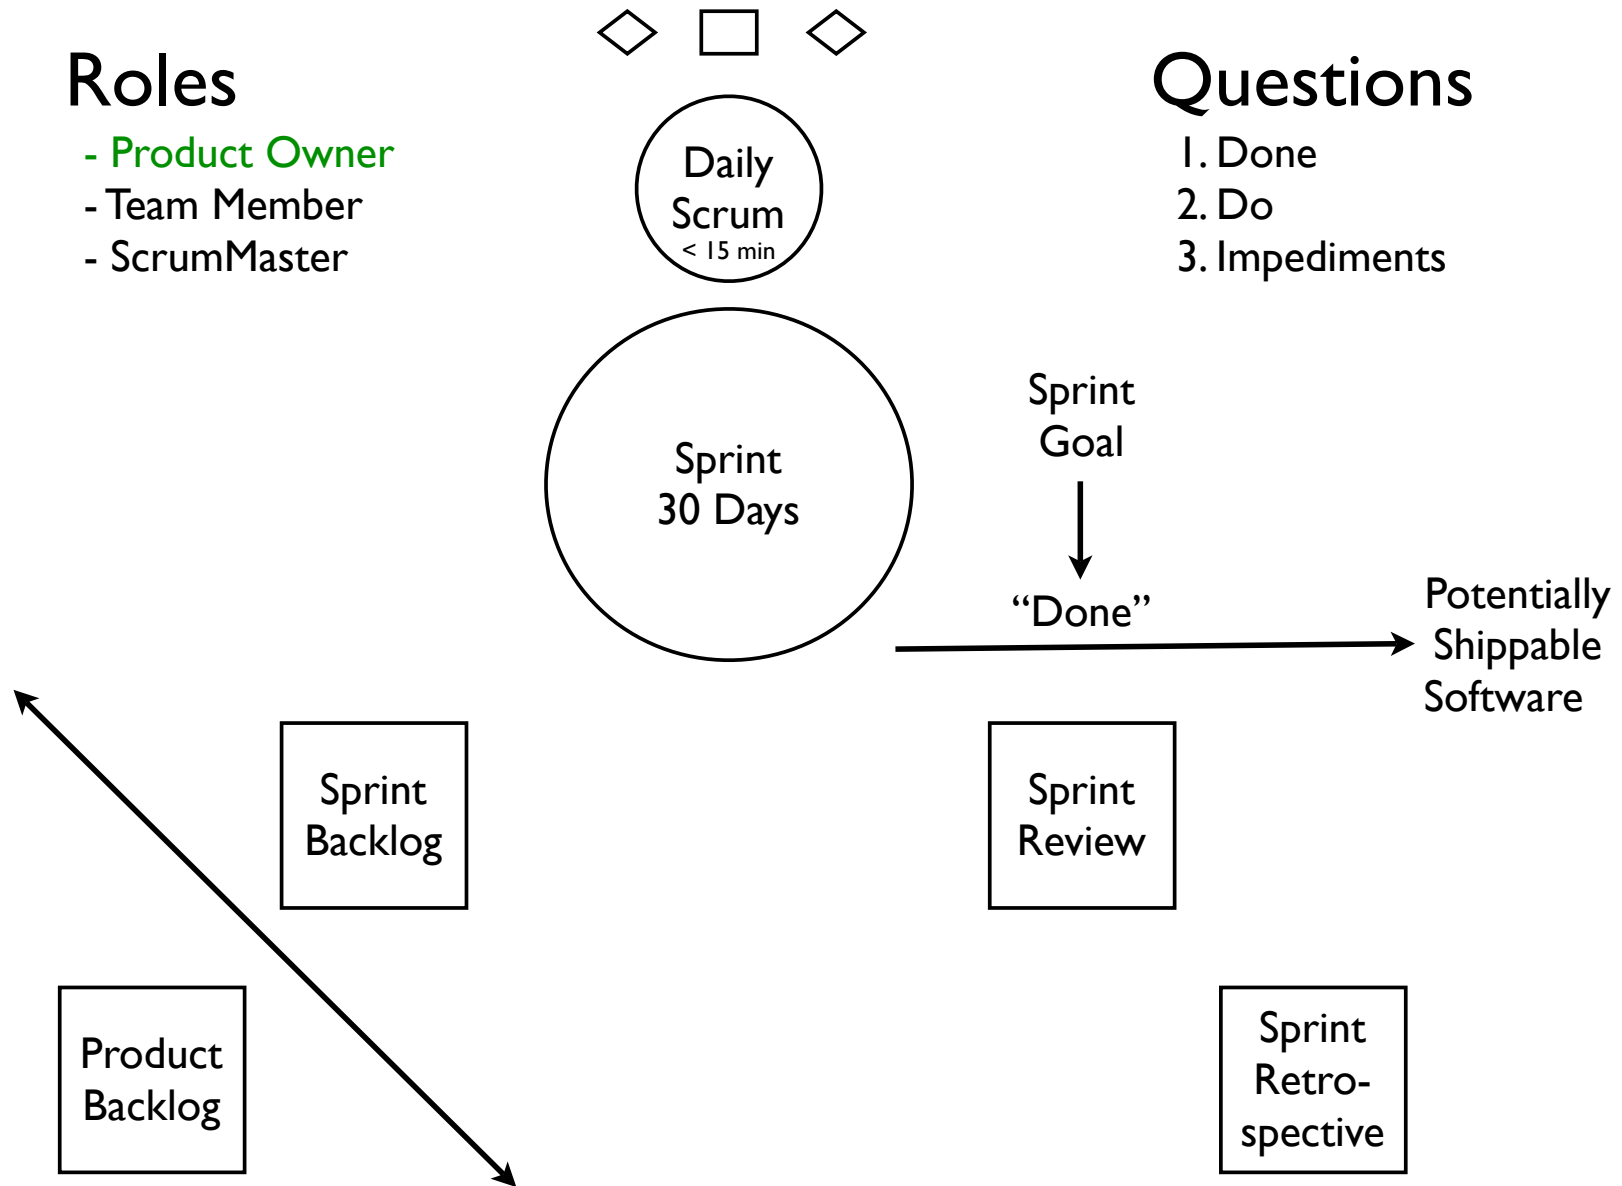 Roles
- Product Owner
- Team Member
- ScrumMaster
Daily
Scrum
< 15 min
Questions
1. Done
2. Do
3. Impediments
Sprint
30 Days
Sprint
Goal
“Done”
Potentially
Shippable
Software
Sprint
Backlog
Sprint
Review
Product
Backlog
Sprint
Retro-
spective